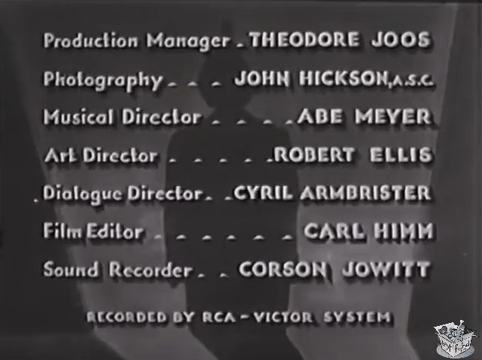 Production Manager . THEODORE JOOS
Photography . . . JOHN HICKSON, A.S.C.
Musical Director . . . . ABE MEYER
Art Director . . . . . ROBERT ELLIS
Dialogue Director . . CYRIL ARMBRISTER
Film Editor . . . . . . CARL HIMM
Sound Recorder . . CORSON JOWITT
RECORDED BY RCA - VICTOR SYSTEM